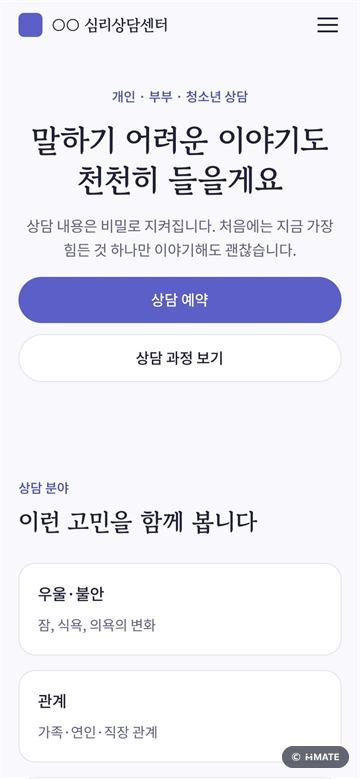 ○○ 심리상담센터
개인 · 부부 · 청소년 상담
말하기 어려운 이야기도
천천히 들을게요
상담 내용은 비밀로 지켜집니다. 처음에는 지금 가장
힘든 것 하나만 이야기해도 괜찮습니다.
상담 예약
상담 과정 보기
상담 분야
이런 고민을 함께 봅니다
우울·불안
잠, 식욕, 의욕의 변화
관계
가족·연인·직장 관계
© HMATE